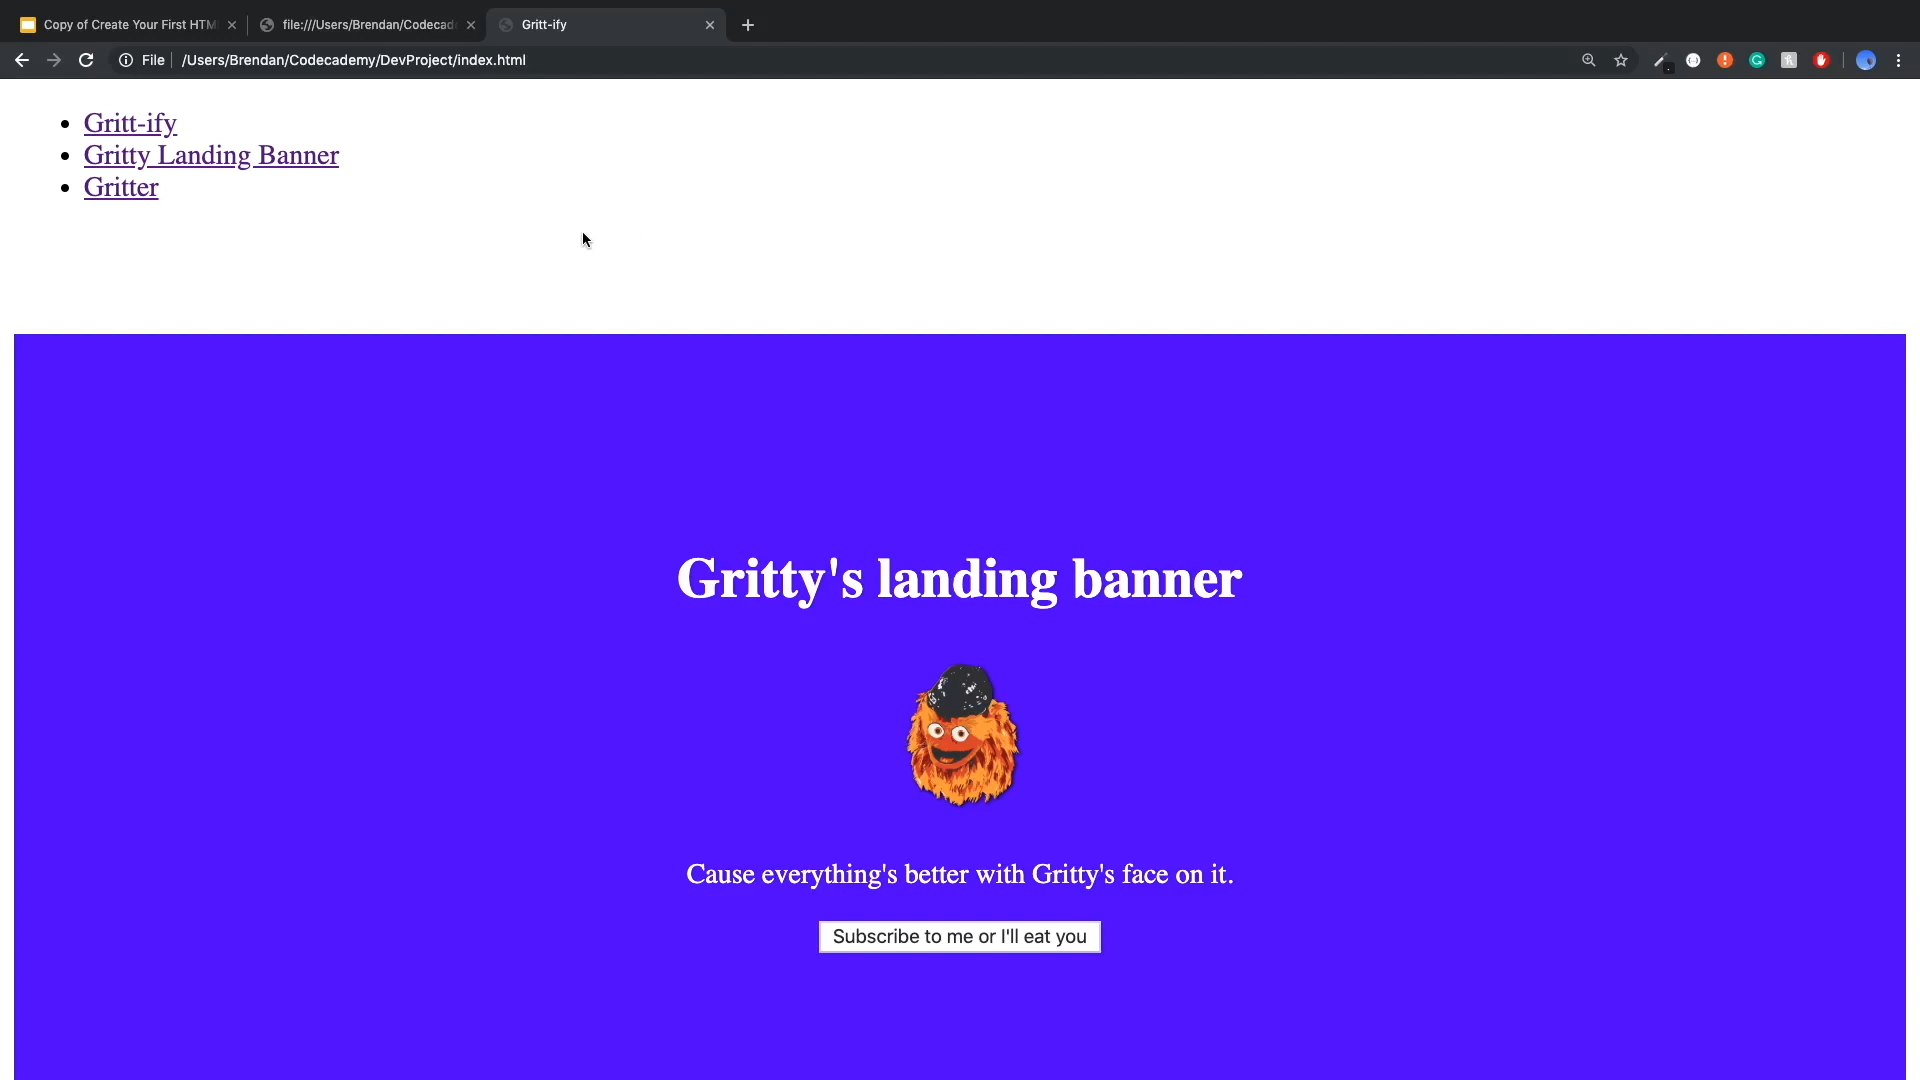 Copy of Create Your First HTM
file:///Users/Brendan/Codecad
Gritt-ify
File
/Users/Brendan/Codecademy/DevProject/index.html
Gritt-ify
Gritty Landing Banner
Gritter
Gritty's landing banner
Cause everything's better with Gritty's face on it.
Subscribe to me or I'll eat you